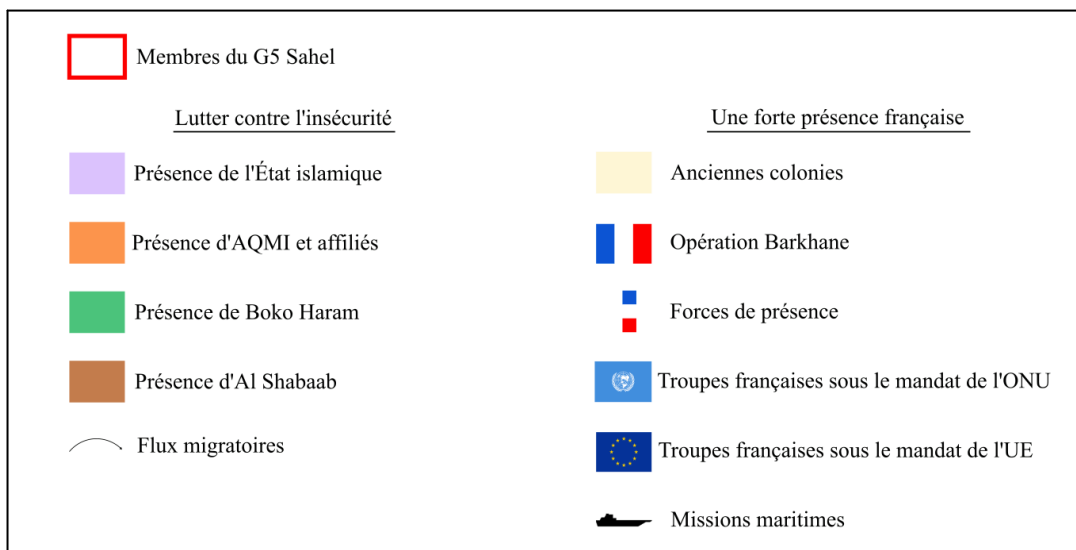 Membres du G5 Sahel
Lutter contre l'insécurité
Présence de l'État islamique
Présence d'AQMI et affiliés
Présence de Boko Haram
Présence d'Al Shabaab
Flux migratoires
Une forte présence française
Anciennes colonies
Opération Barkhane
Forces de présence
Troupes françaises sous le mandat de l'ONU
Troupes françaises sous le mandat de l'UE
Missions maritimes